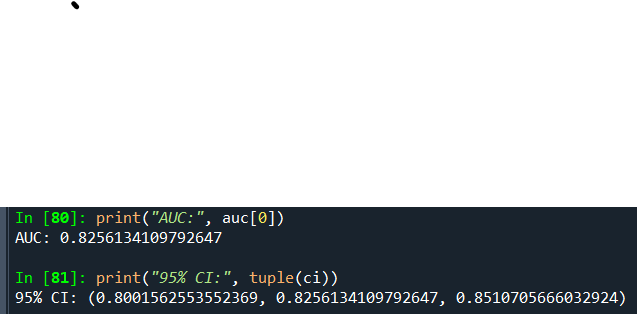 In [80]: print("AUC:", auc[0])
AUC: 0.8256134109792647
In [81]: print("95% CI:", tuple(ci))
95% CI: (0.8001562553552369, 0.8256134109792647, 0.8510705666032924)